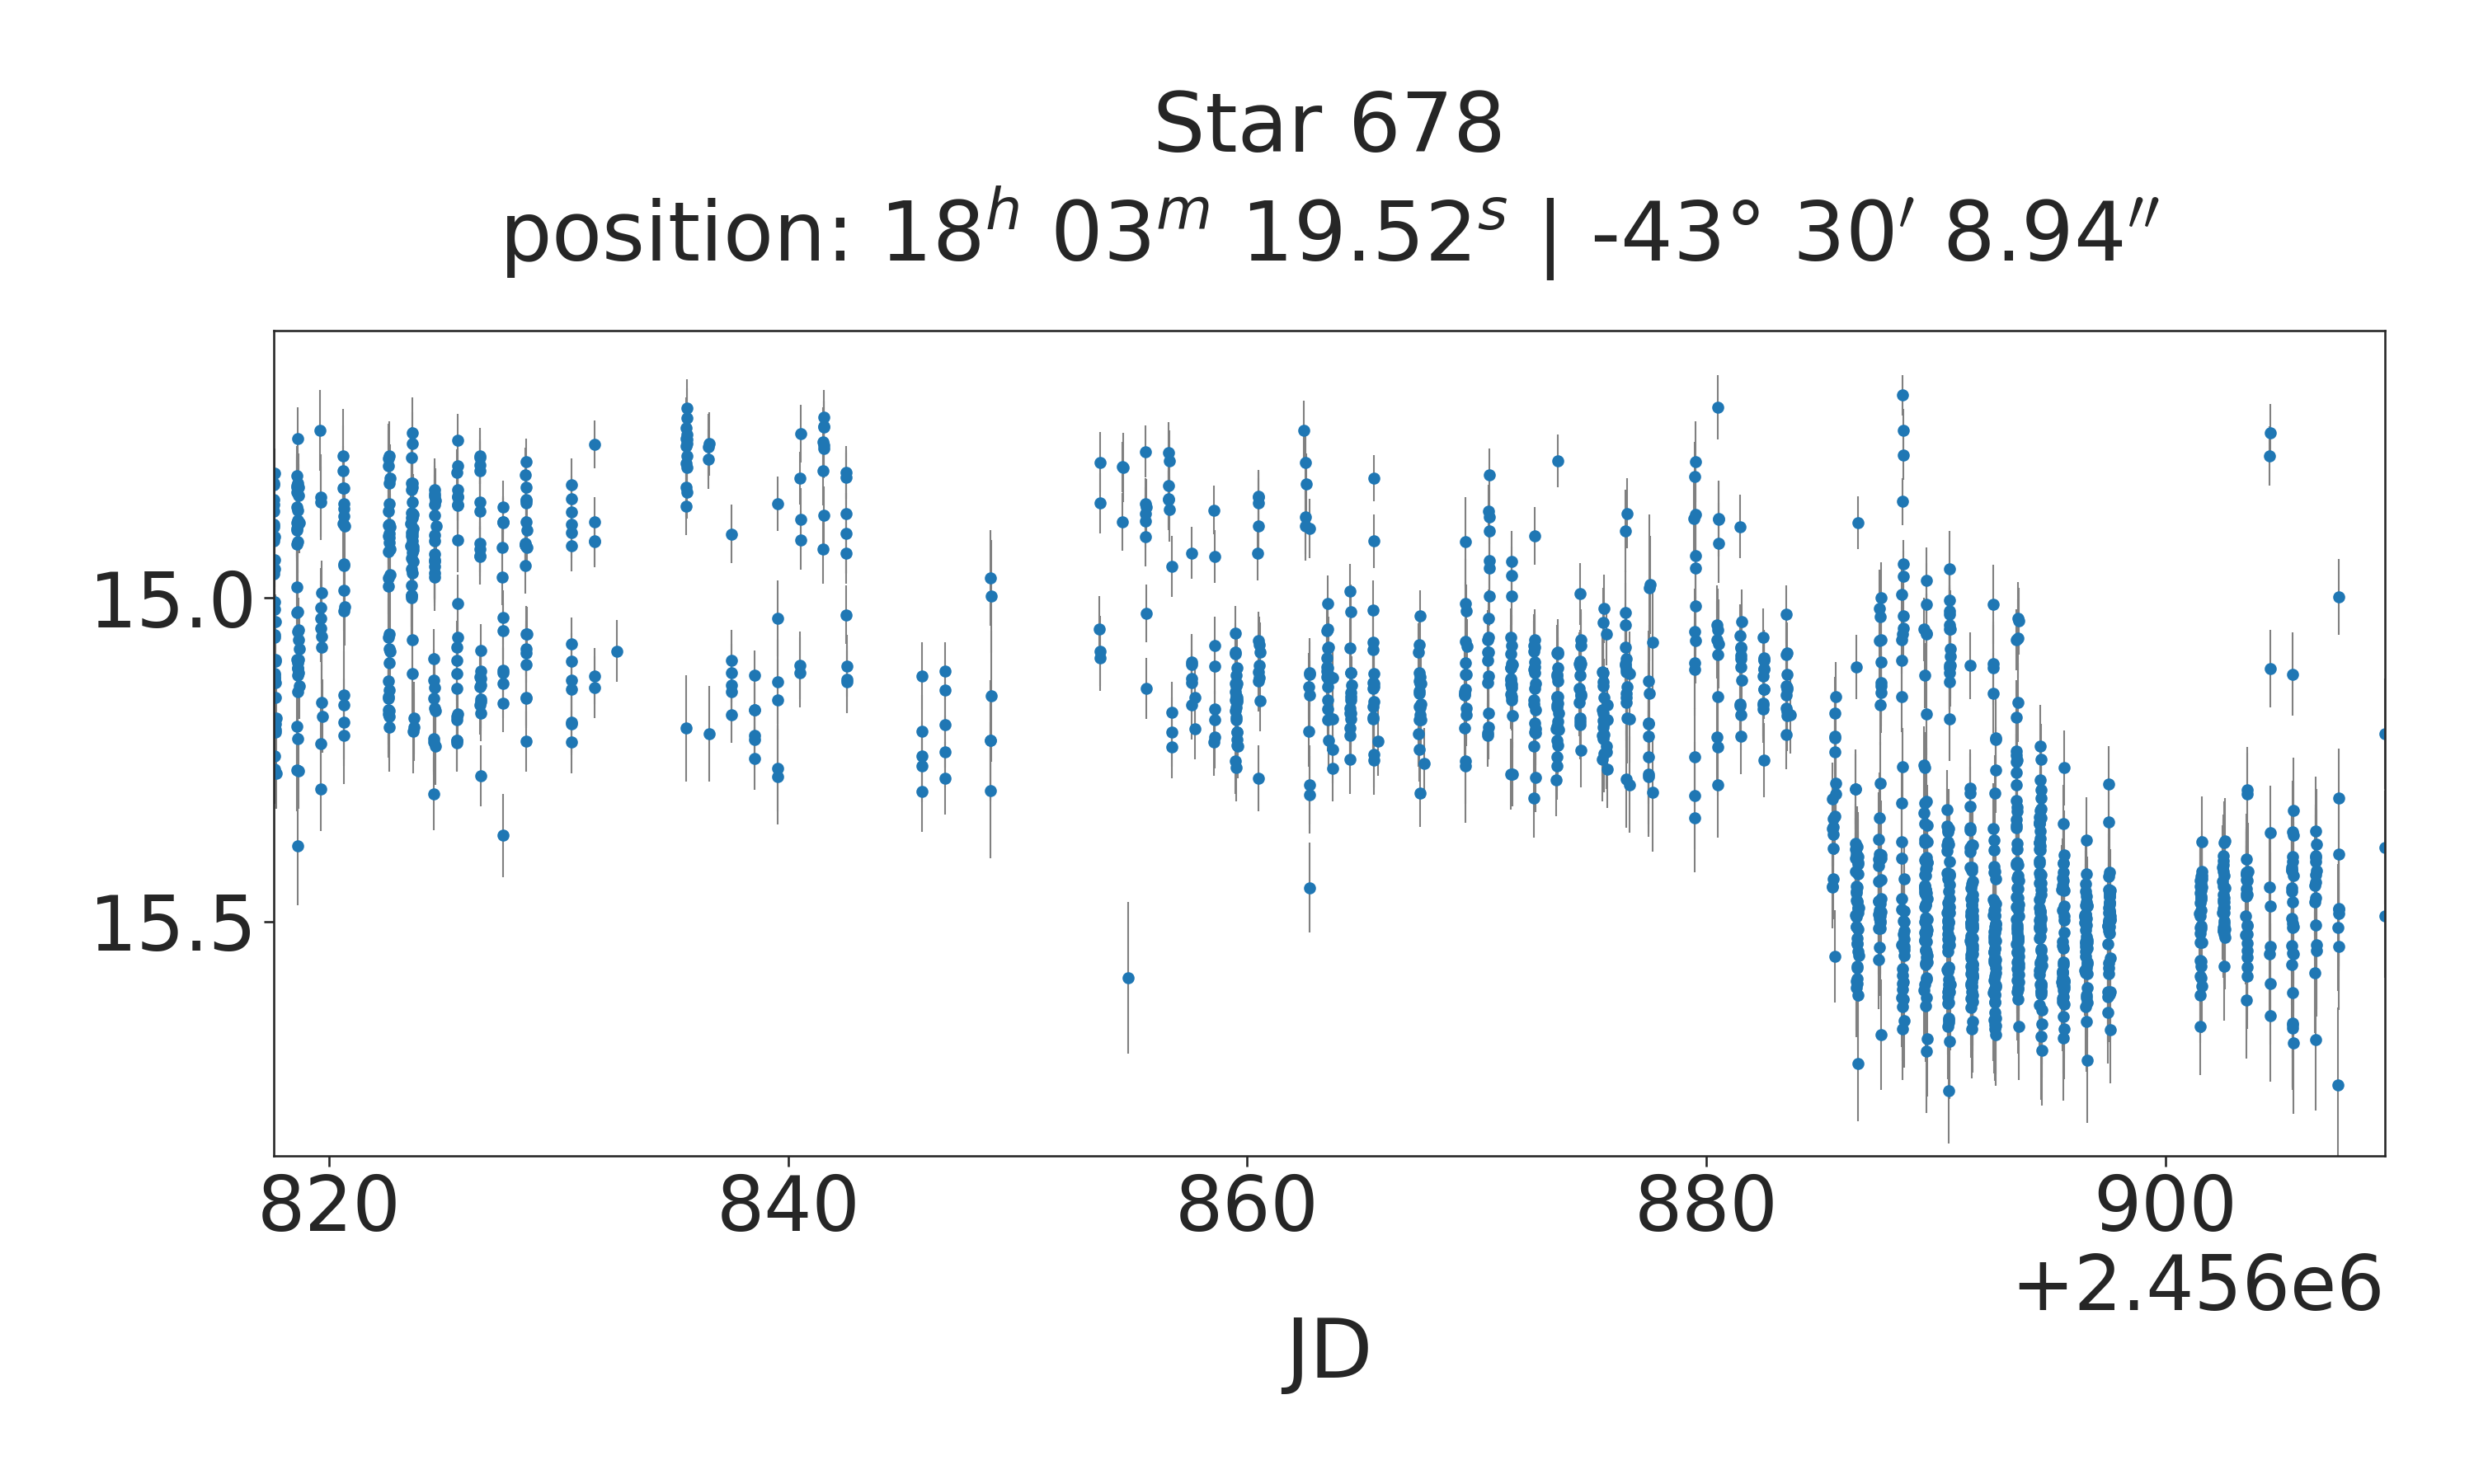 Star 678
position: 18h 03m 19.52s | -43° 30′ 8.94″
15.0
15.5
820 840 860 880 900
+2.456e6
JD